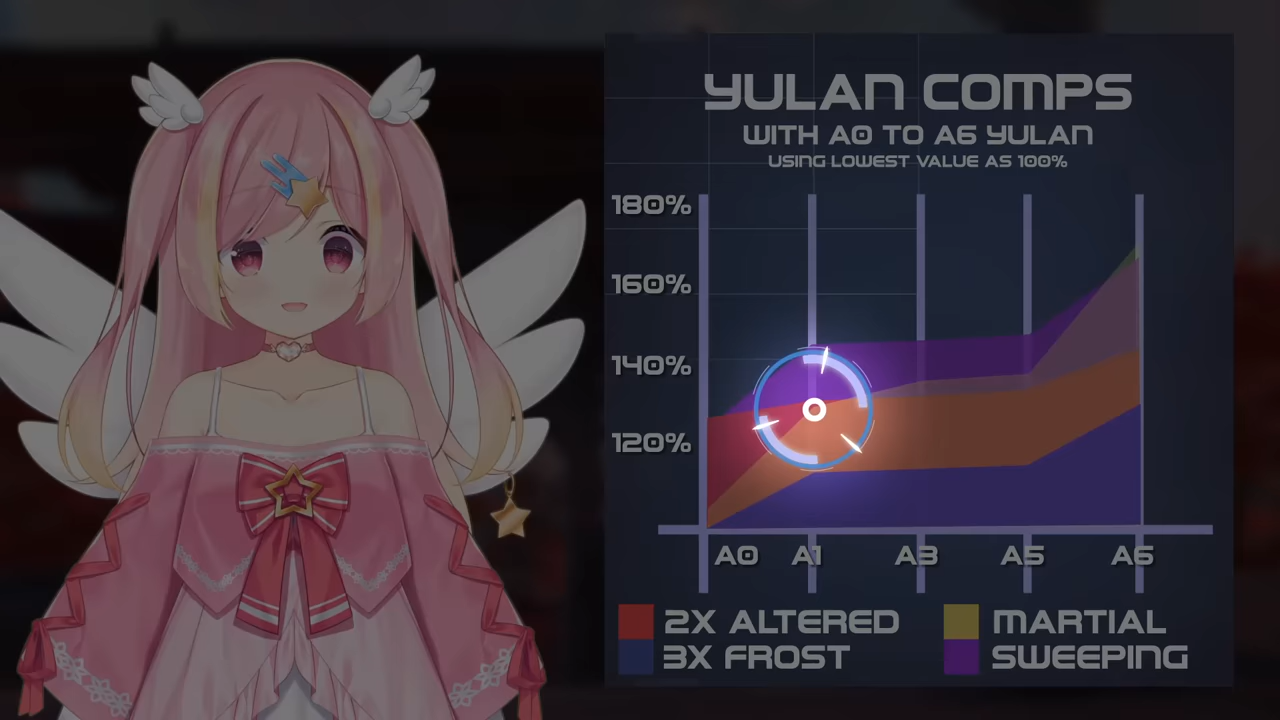 YULAN COMPS
WITH A0 TO A6 YULAN
USING LOWEST VALUE AS 100%
180%
160%
140%
120%
A0 A1 A3 A5 A6
2X ALTERED
MARTIAL
3X FROST
SWEEPING